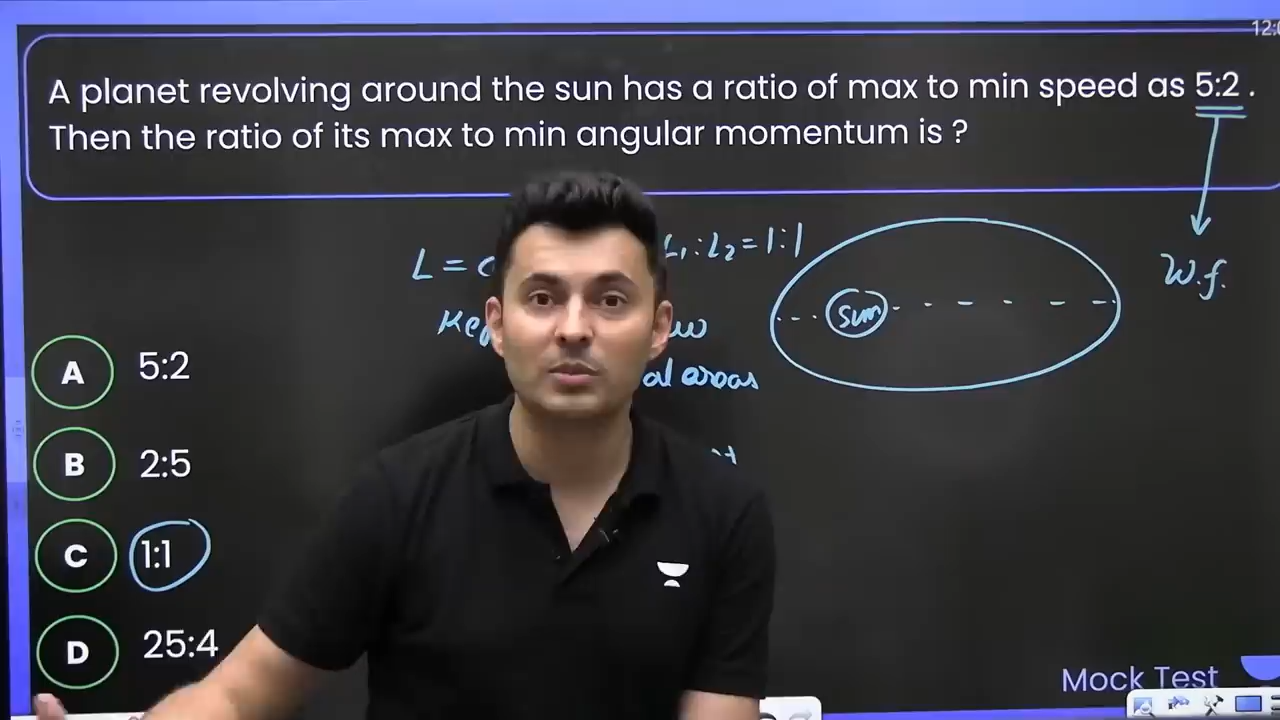 A planet revolving around the sun has a ratio of max to min speed as 5:2.
Then the ratio of its max to min angular momentum is ?
L =
L₁:L₂ = 1:1
W.f.
Sun
areas
A 5:2
B 2:5
C 1:1
D 25:4
Mock Test